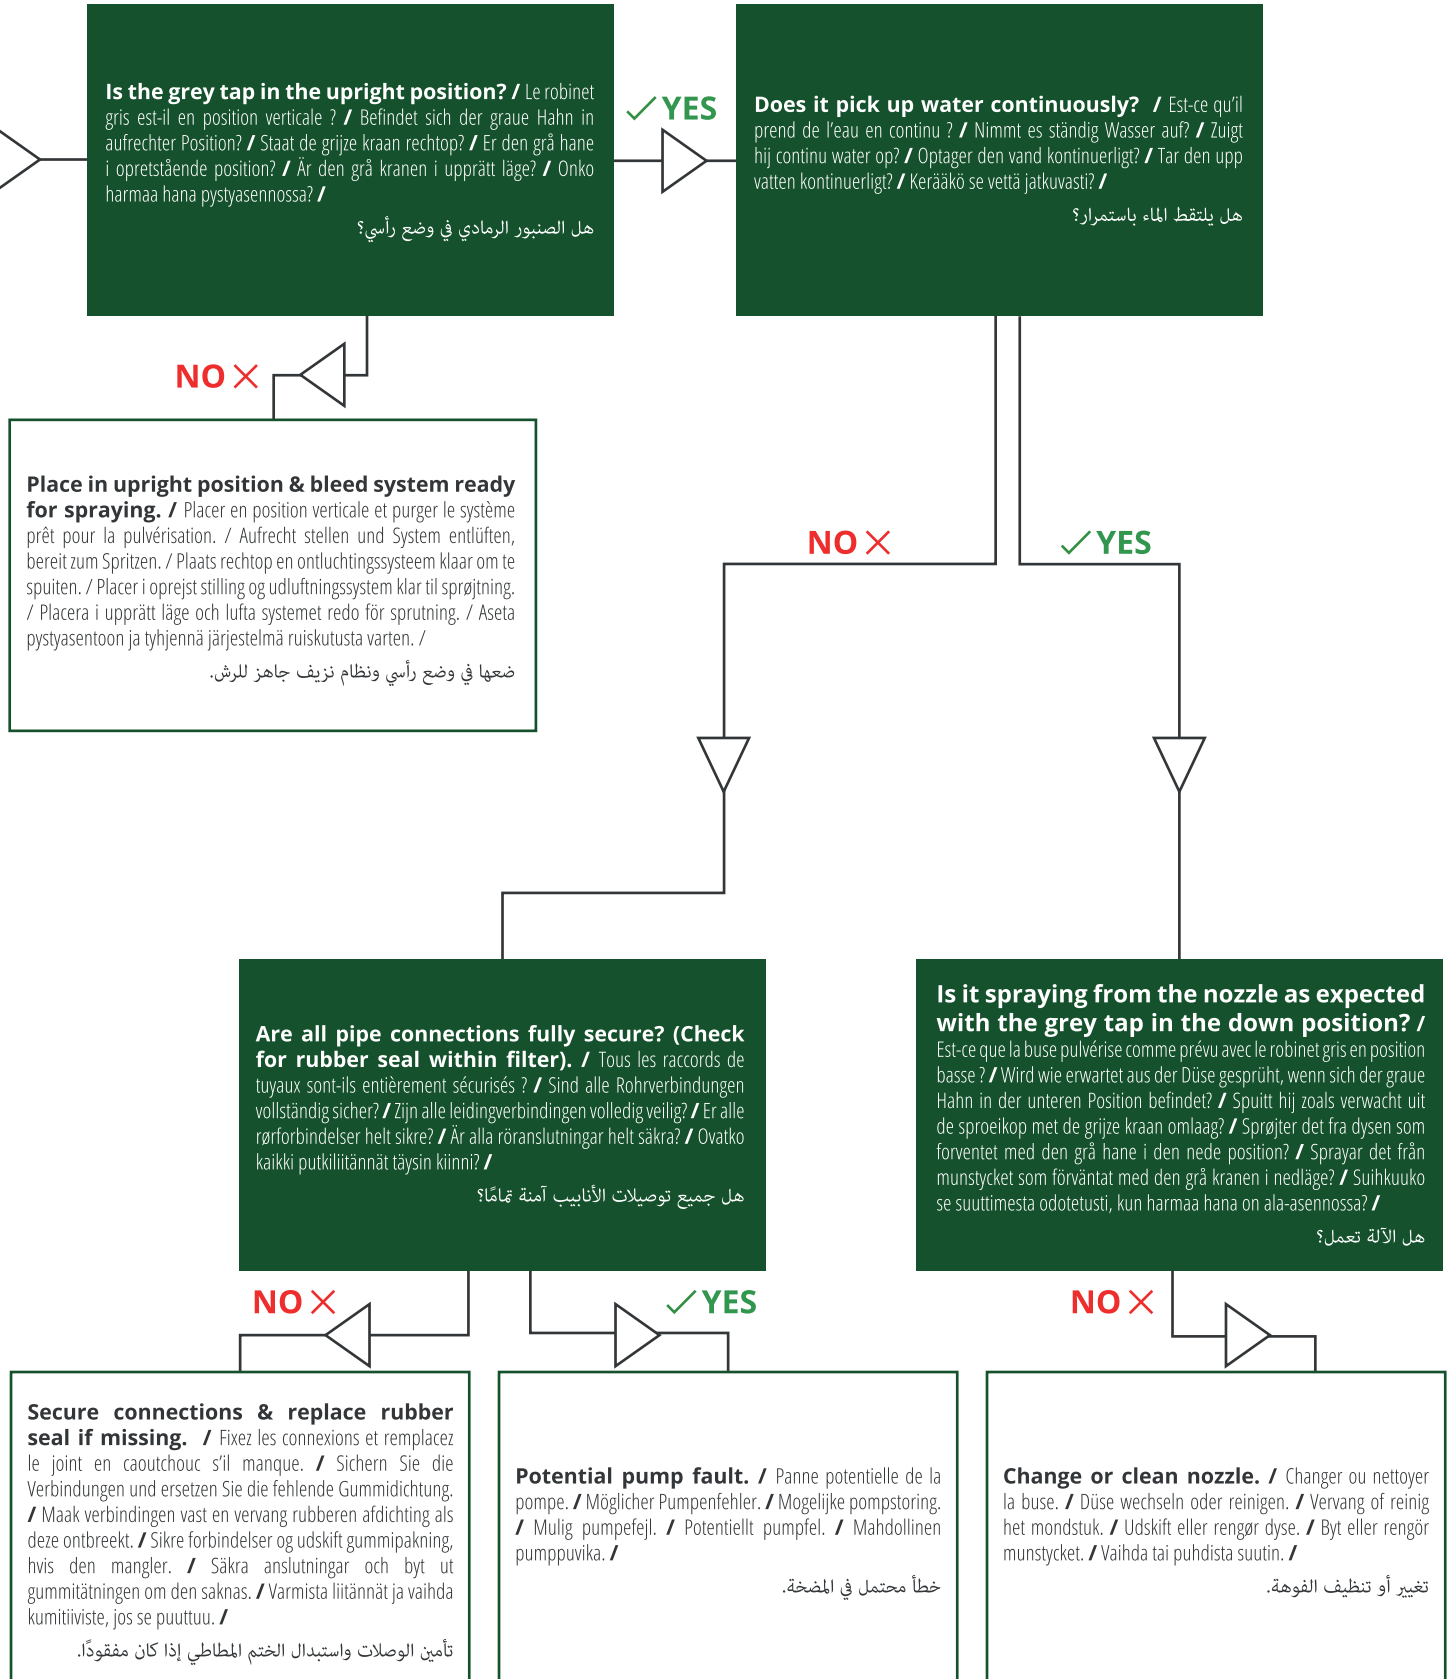 Is the grey tap in the upright position? / Le robinet
gris est-il en position verticale ? / Befindet sich der graue Hahn in
aufrechter Position? / Staat de grijze kraan rechtop? / Er den grå hane
i opretstående position? / Är den grå kranen i upprätt läge? / Onko
harmaa hana pystyasennossa? /
هل الصنبور الرمادي في وضع رأسي؟
YES
Does it pick up water continuously? / Est-ce qu'il
prend de l'eau en continu ? / Nimmt es ständig Wasser auf? / Zuigt
hij continu water op? / Optager den vand kontinuerligt? / Tar den upp
vatten kontinuerligt? / Kerääkö se vettä jatkuvasti? /
هل يلتقط الماء باستمرار؟
NO
Place in upright position & bleed system ready
for spraying. / Placer en position verticale et purger le système
prêt pour la pulvérisation. / Aufrecht stellen und System entlüften,
bereit zum Spritzen. / Plaats rechtop en ontluchtingssysteem klaar om te
spuiten. / Placer i oprejst stilling og udluftningssystem klar til sprøjtning.
/ Placera i upprätt läge och lufta systemet redo för sprutning. / Aseta
pystyasentoon ja tyhjennä järjestelmä ruiskutusta varten. /
ضعها في وضع رأسي ونظام نزيف جاهز للرش.
NO
YES
Are all pipe connections fully secure? (Check
for rubber seal within filter). / Tous les raccords de
tuyaux sont-ils entièrement sécurisés ? / Sind alle Rohrverbindungen
vollständig sicher? / Zijn alle leidingverbindingen volledig veilig? / Er alle
rørforbindelser helt sikre? / Är alla röranslutningar helt säkra? / Ovatko
kaikki putkiliitännät täysin kiinni? /
هل جميع توصيلات الأنابيب آمنة تمامًا؟
Is it spraying from the nozzle as expected
with the grey tap in the down position? /
Est-ce que la buse pulvérise comme prévu avec le robinet gris en position
basse ? / Wird wie erwartet aus der Düse gesprüht, wenn sich der graue
Hahn in der unteren Position befindet? / Spuitt hij zoals verwacht uit
de sproeikop met de grijze kraan omlaag? / Sprøjter det fra dysen som
forventet med den grå hane i den nede position? / Sprayar det från
munstycket som förväntat med den grå kranen i nedläge? / Suihkuuko
se suuttimesta odotetusti, kun harmaa hana on ala-asennossa? /
هل الآلة تعمل؟
NO
YES
NO
Secure connections & replace rubber
seal if missing. / Fixez les connexions et remplacez
le joint en caoutchouc s'il manque. / Sichern Sie die
Verbindungen und ersetzen Sie die fehlende Gummidichtung.
/ Maak verbindingen vast en vervang rubberen afdichting als
deze ontbreekt. / Sikre forbindelser og udskift gummipakning,
hvis den mangler. / Säkra anslutningar och byt ut
gummitätningen om den saknas. / Varmista liitännät ja vaihda
kumitiiviste, jos se puuttuu. /
تأمين الوصلات واستبدال الختم المطاطي إذا كان مفقودًا.
Potential pump fault. / Panne potentielle de la
pompe. / Möglicher Pumpenfehler. / Mogelijke pompstoring.
/ Mulig pumpefejl. / Potentiellt pumpfel. / Mahdollinen
pumppuvika. /
خطأ محتمل في المضخة.
Change or clean nozzle. / Changer ou nettoyer
la buse. / Düse wechseln oder reinigen. / Vervang of reinig
het mondstuk. / Udskift eller rengør dyse. / Byt eller rengör
munstycket. / Vaihda tai puhdista suutin. /
تغيير أو تنظيف الفوهة.